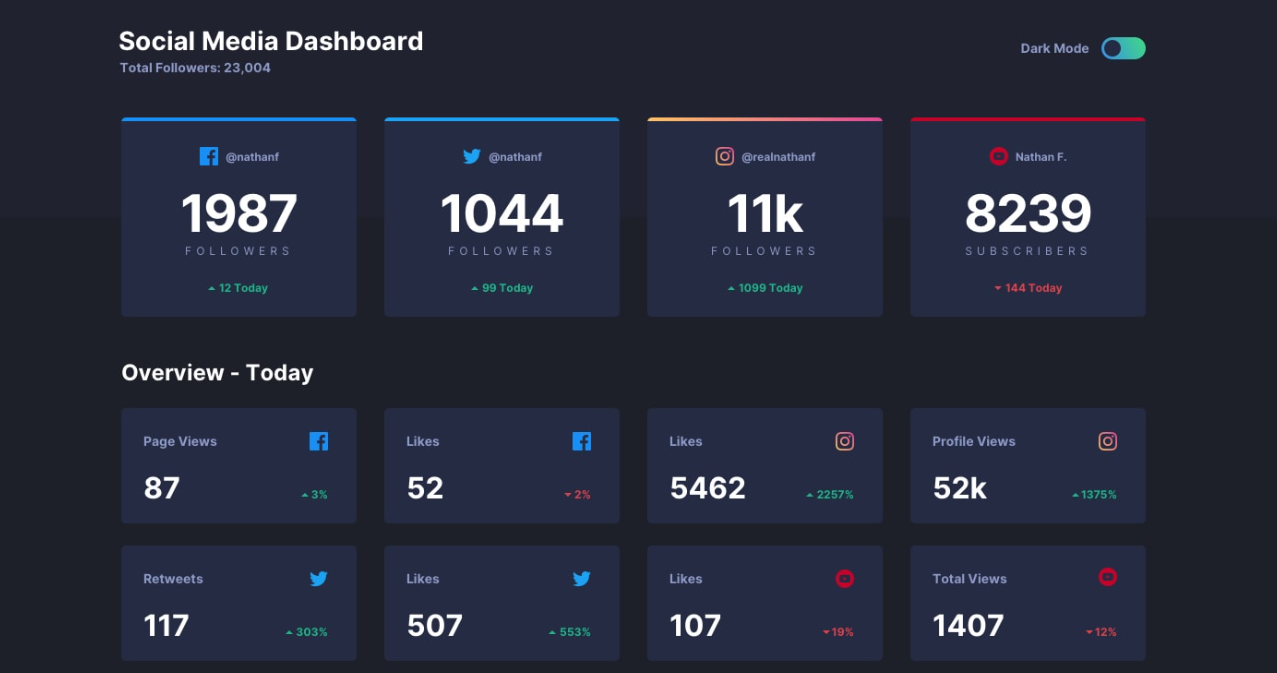 Social Media Dashboard
Total Followers: 23,004
Dark Mode
@nathanf
1987
FOLLOWERS
12 Today
@nathanf
1044
FOLLOWERS
99 Today
@realnathanf
11k
FOLLOWERS
1099 Today
Nathan F.
8239
SUBSCRIBERS
144 Today
Overview - Today
Page Views
87
3%
Likes
52
2%
Likes
5462
2257%
Profile Views
52k
1375%
Retweets
117
303%
Likes
507
553%
Likes
107
19%
Total Views
1407
12%